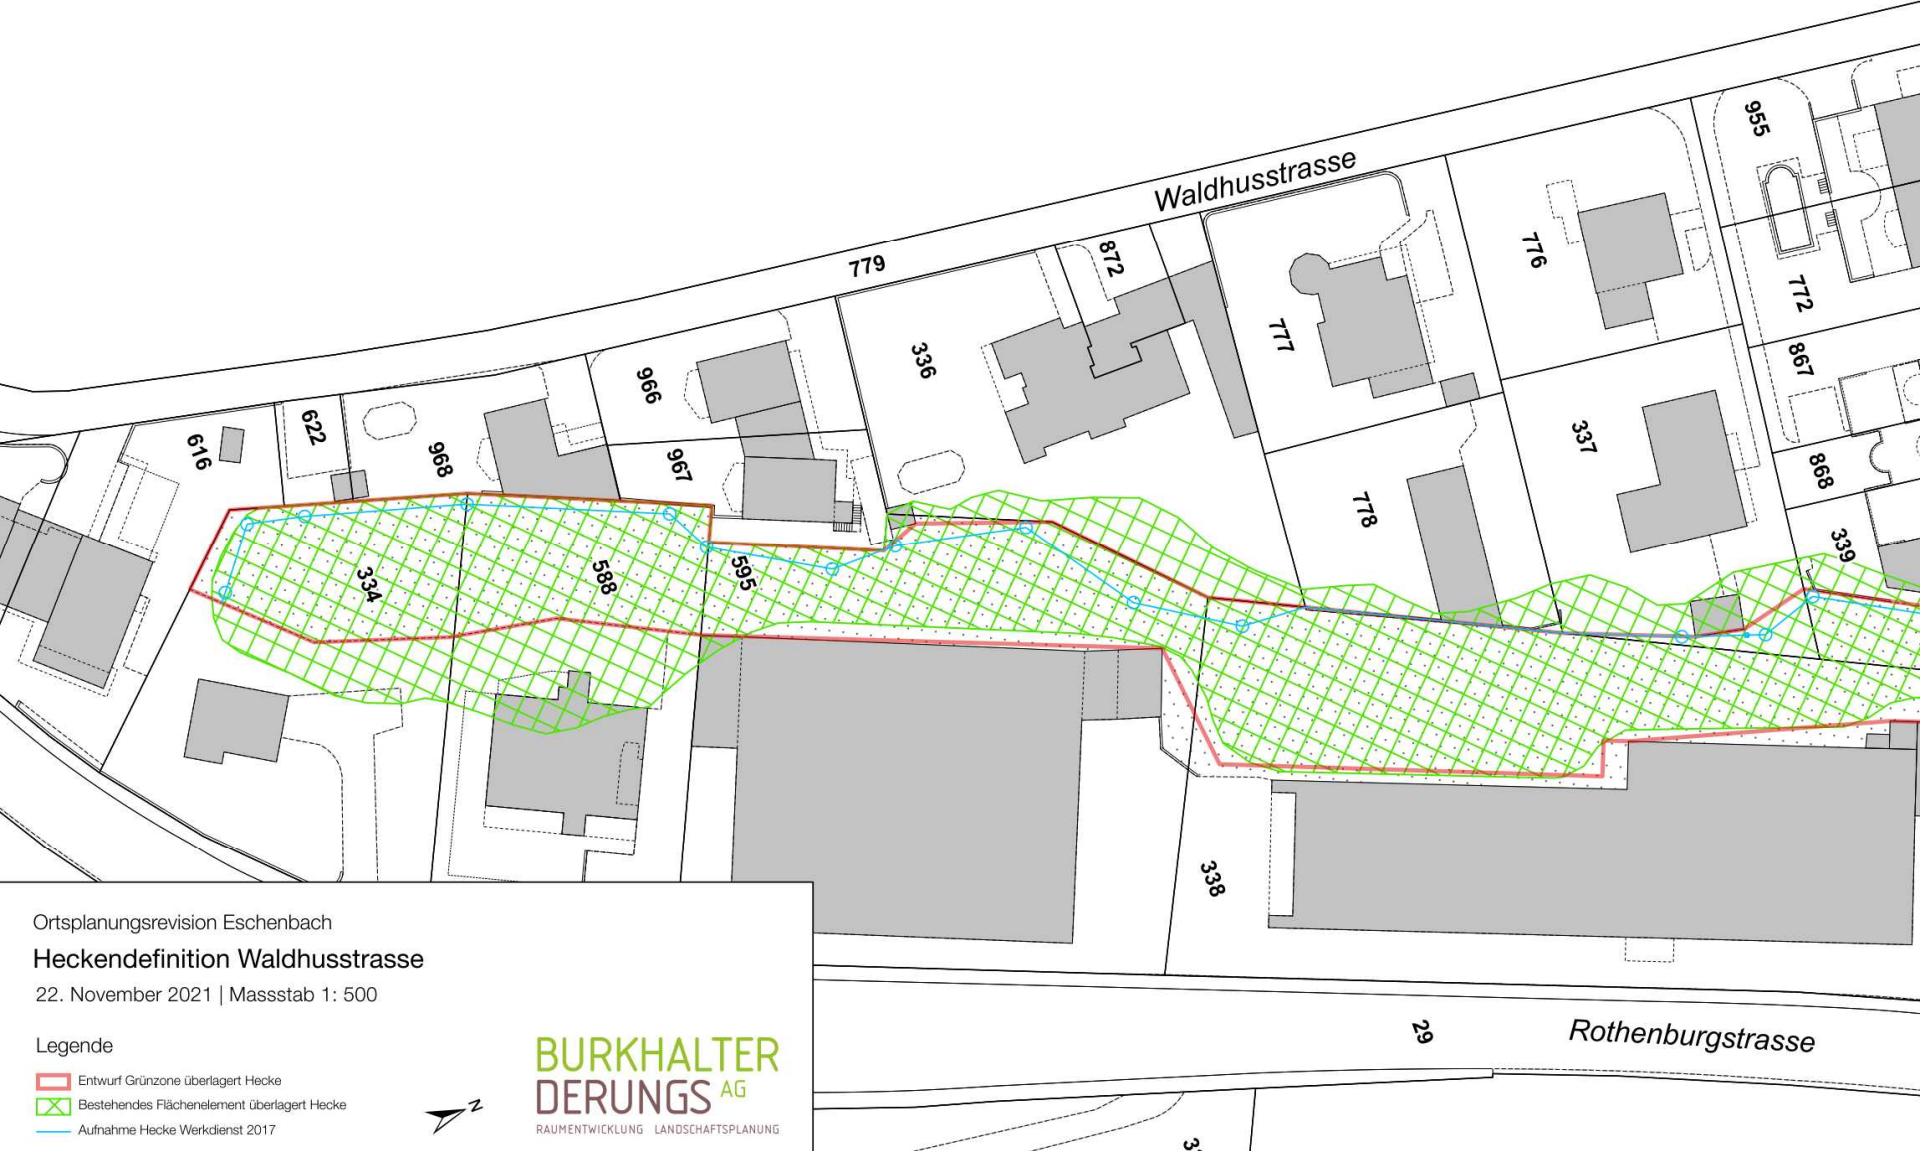 Waldhusstrasse
779
955
872
776
772
777
336
867
966
337
622
968
616
967
868
778
339
334
588
595
338
29
Rothenburgstrasse
Ortsplanungsrevision Eschenbach
Heckendefinition Waldhusstrasse
22. November 2021 | Massstab 1: 500
Legende
Entwurf Grünzone überlagert Hecke
Bestehendes Flächenelement überlagert Hecke
Aufnahme Hecke Werkdienst 2017
Z
BURKHALTER
DERUNGS AG
RAUMENTWICKLUNG LANDSCHAFTSPLANUNG